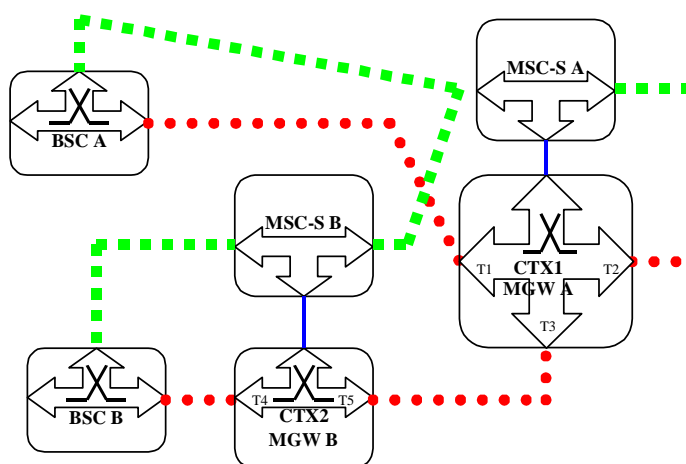 MSC-S A
BSC A
MSC-S B
T1
CTX1
T2
MGW A
T3
T4
T5
BSC B
CTX2
MGW B